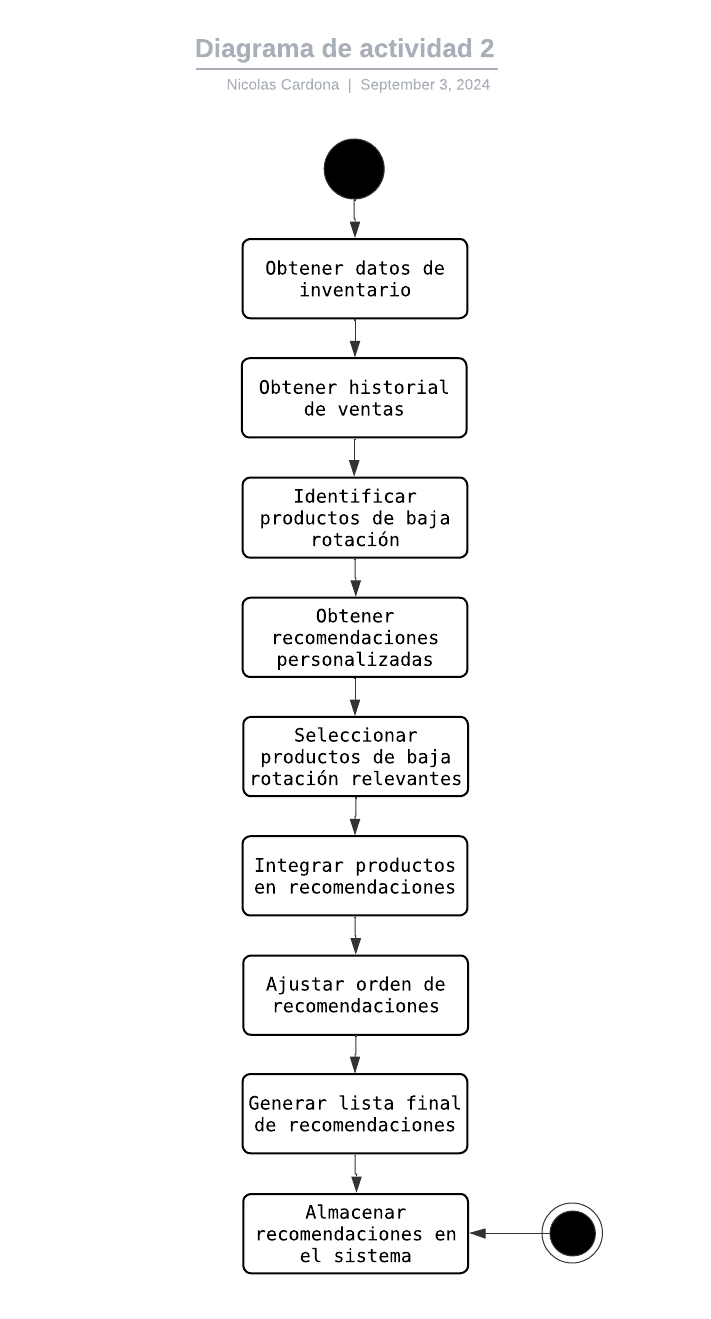 Diagrama de actividad 2
Nicolas Cardona | September 3, 2024
Obtener datos de
inventario
Obtener historial
de ventas
Identificar
productos de baja
rotación
Obtener
recomendaciones
personalizadas
Seleccionar
productos de baja
rotación relevantes
Integrar productos
en recomendaciones
Ajustar orden de
recomendaciones
Generar lista final
de recomendaciones
Almacenar
recomendaciones en
el sistema